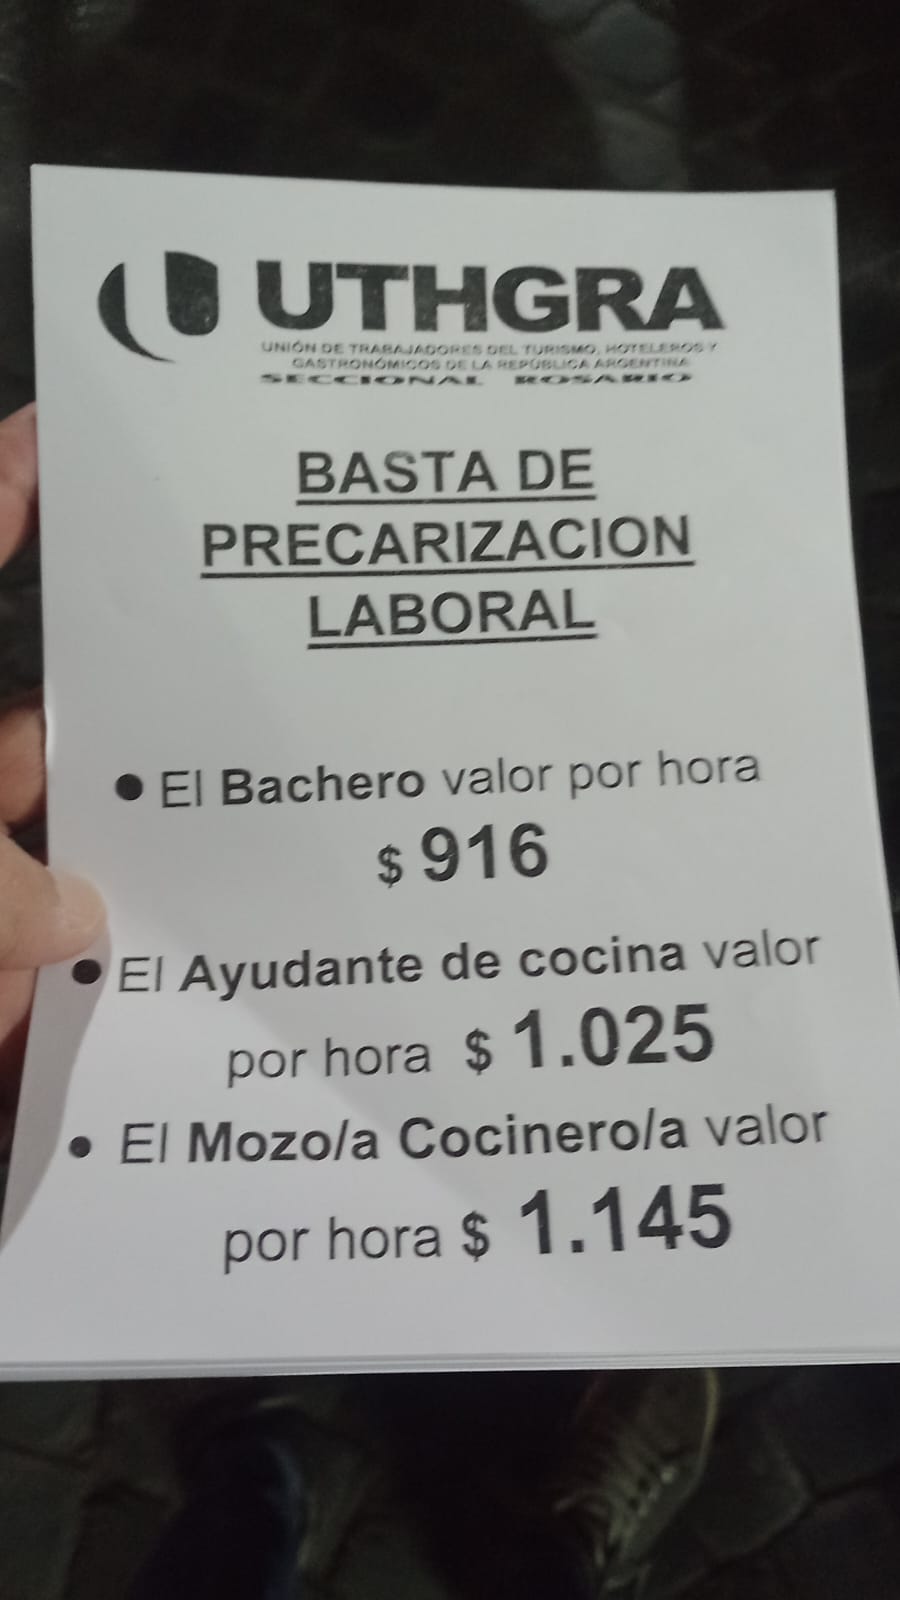 UTHGRA
UNIÓN DE TRABAJADORES DEL TURISMO, HOTELEROS Y
GASTRONÓMICOS DE LA REPÚBLICA ARGENTINA
SECCIONAL ROSARIO
BASTA DE
PRECARIZACION
LABORAL
• El Bachero valor por hora
$ 916
• El Ayudante de cocina valor
por hora $ 1.025
• El Mozo/a Cocinero/a valor
por hora $ 1.145